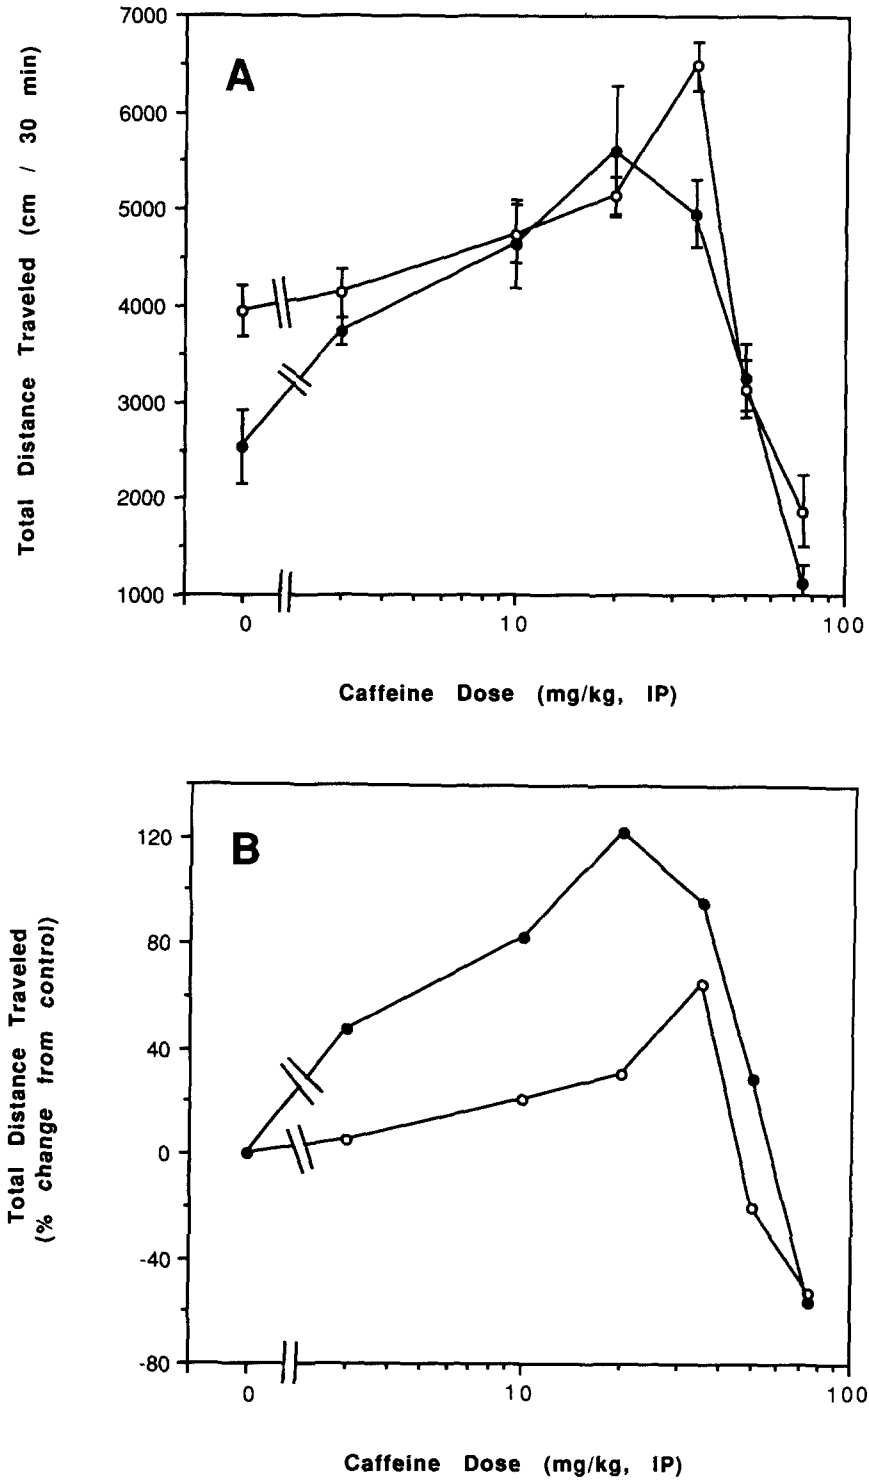 A
7000
6000
5000
4000
3000
2000
1000
Total Distance Traveled (cm / 30 min)
0 10 100
Caffeine Dose (mg/kg, IP)
B
120
80
40
0
-40
-80
Total Distance Traveled
(% change from control)
0 10 100
Caffeine Dose (mg/kg, IP)